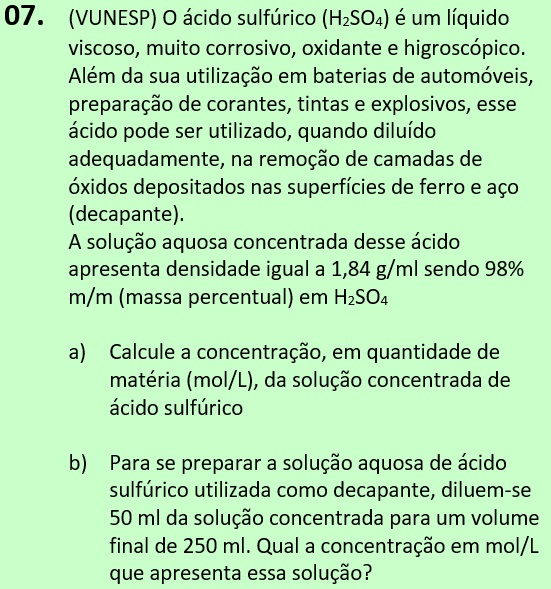 07. (VUNESP) O ácido sulfúrico (H₂SO₄) é um líquido
viscoso, muito corrosivo, oxidante e higroscópico.
Além da sua utilização em baterias de automóveis,
preparação de corantes, tintas e explosivos, esse
ácido pode ser utilizado, quando diluído
adequadamente, na remoção de camadas de
óxidos depositados nas superfícies de ferro e aço
(decapante).
A solução aquosa concentrada desse ácido
apresenta densidade igual a 1,84 g/ml sendo 98%
m/m (massa percentual) em H₂SO₄
a) Calcule a concentração, em quantidade de
matéria (mol/L), da solução concentrada de
ácido sulfúrico
b) Para se preparar a solução aquosa de ácido
sulfúrico utilizada como decapante, diluem-se
50 ml da solução concentrada para um volume
final de 250 ml. Qual a concentração em mol/L
que apresenta essa solução?